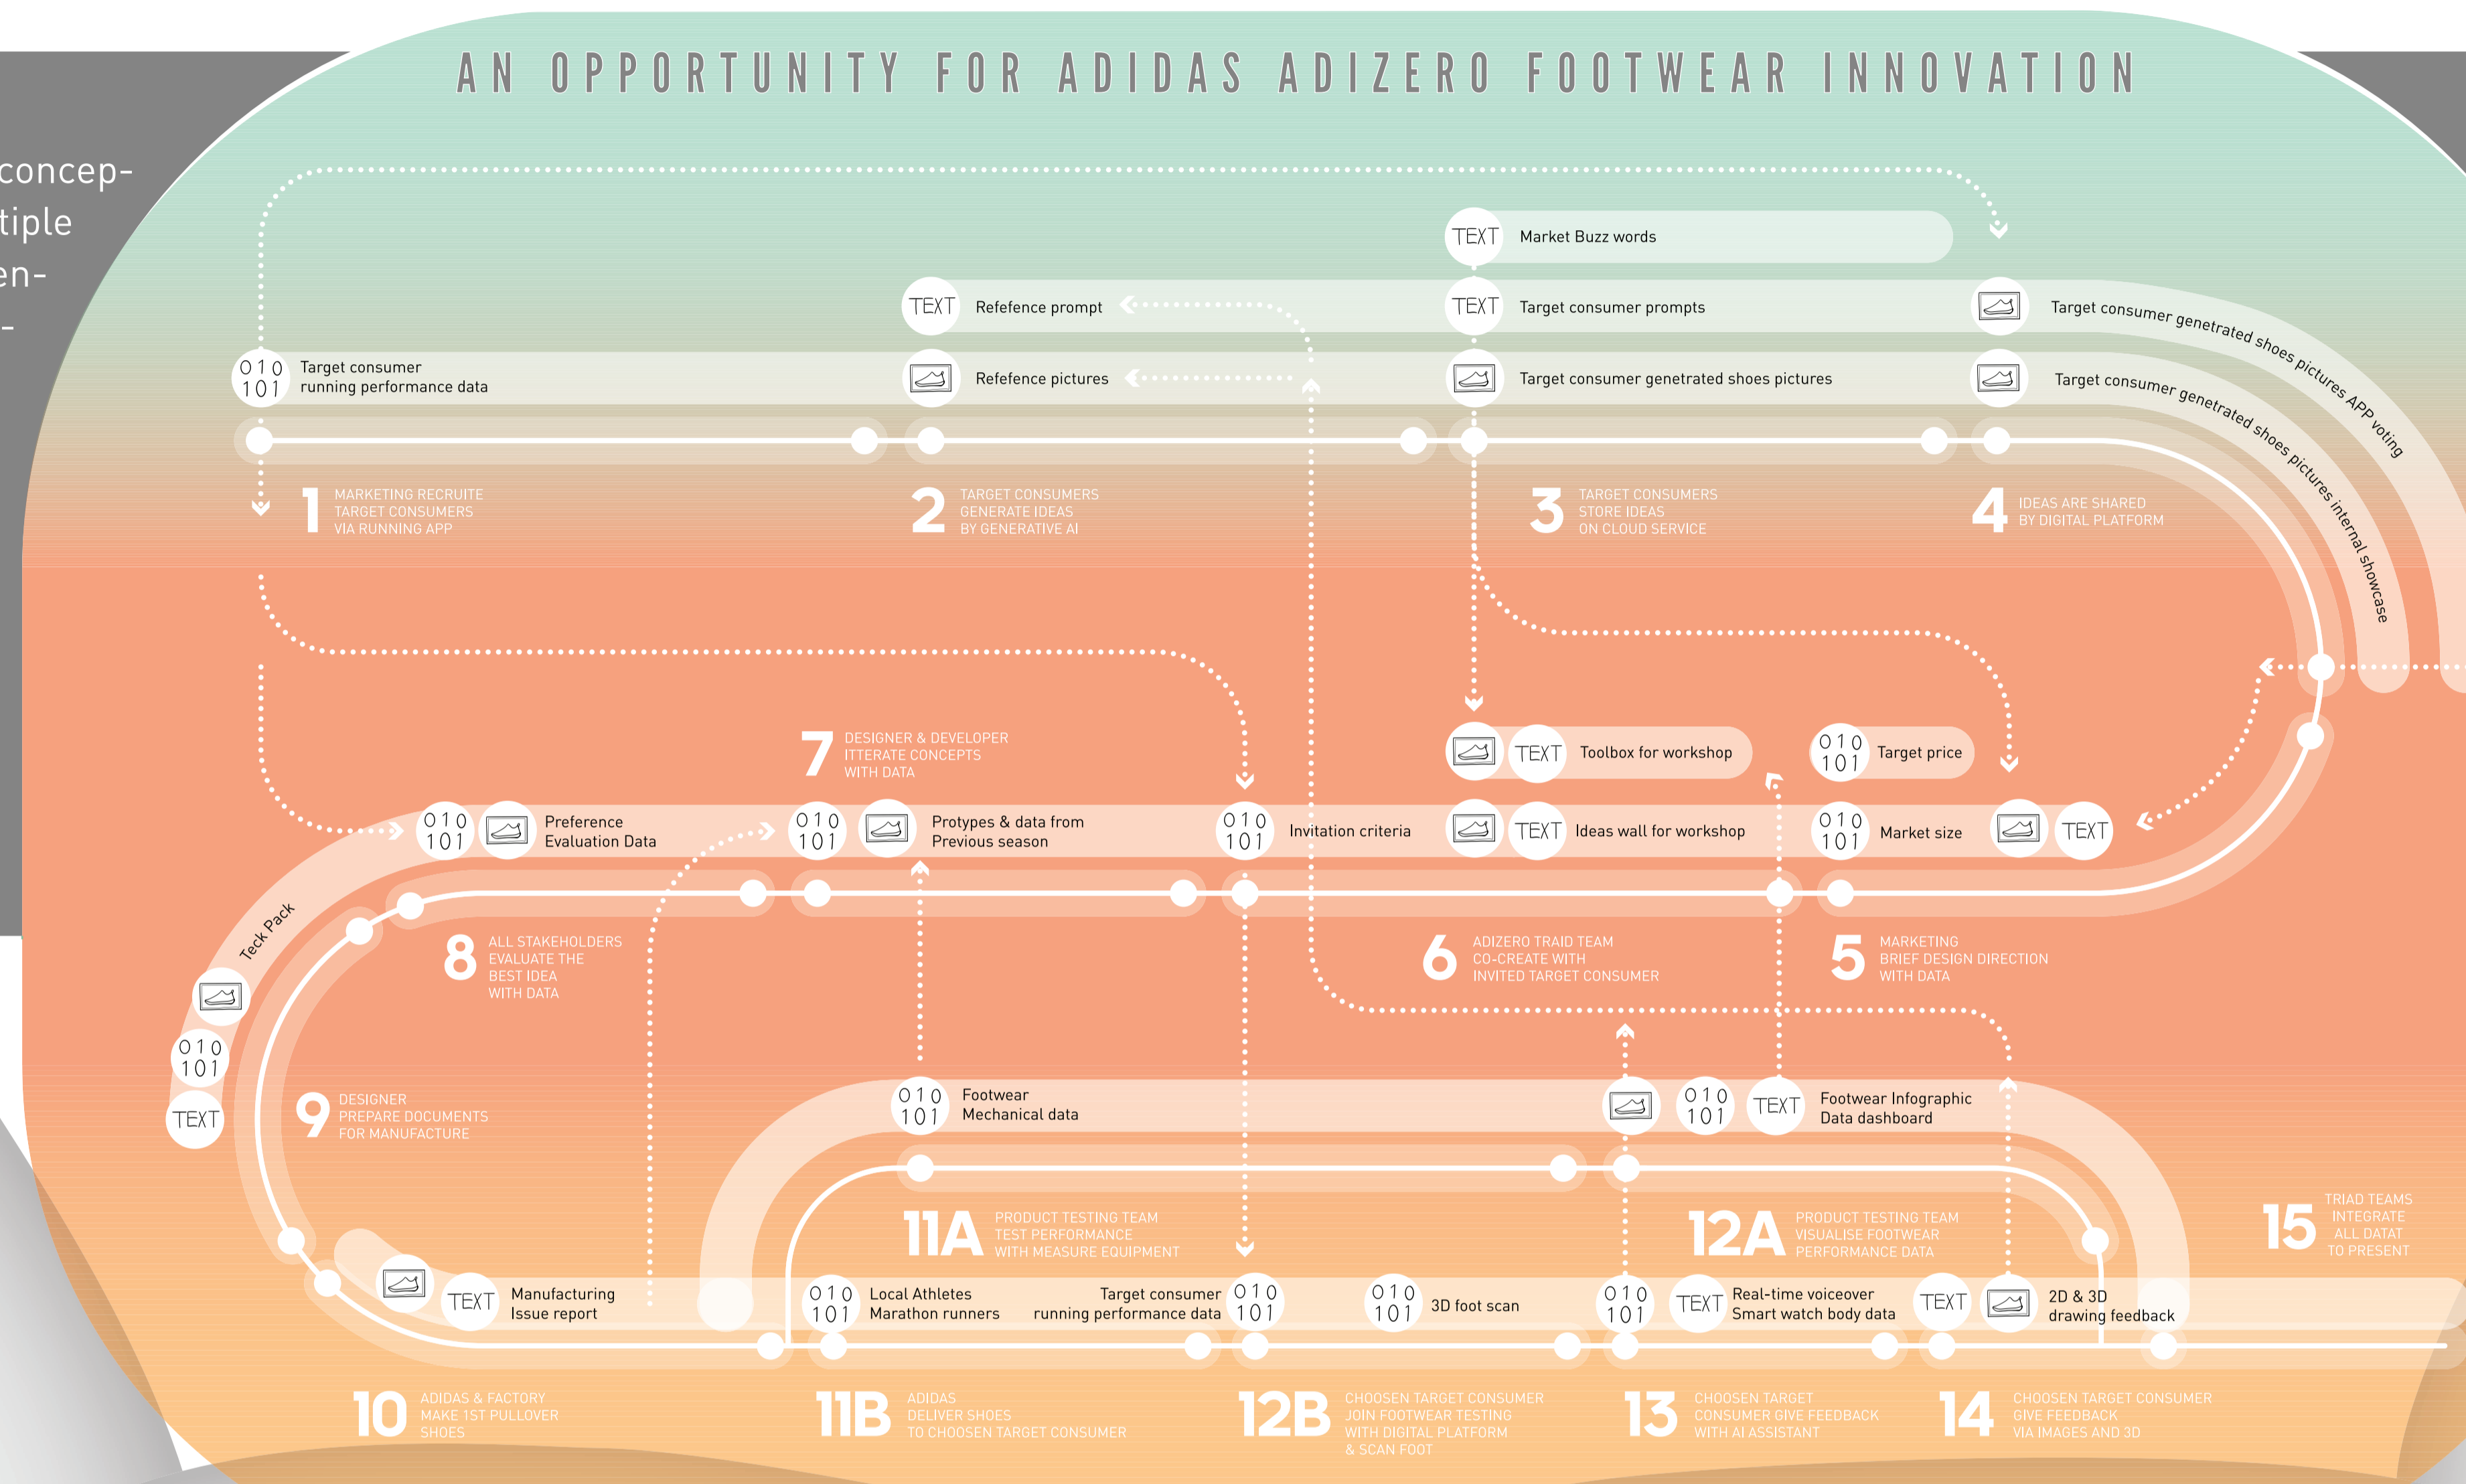 AN OPPORTUNITY FOR ADIDAS ADIZERO FOOTWEAR INNOVATION
concep-
tiple
en-
-
TEXT Market Buzz words
TEXT Refefence prompt
TEXT Target consumer prompts
Target consumer genetrated shoes pictures APP voting
010
101
Target consumer
running performance data
Refefence pictures
Target consumer genetrated shoes pictures
Target consumer genetrated shoes pictures internal showcase
1 MARKETING RECRUITE
TARGET CONSUMERS
VIA RUNNING APP
2 TARGET CONSUMERS
GENERATE IDEAS
BY GENERATIVE AI
3 TARGET CONSUMERS
STORE IDEAS
ON CLOUD SERVICE
4 IDEAS ARE SHARED
BY DIGITAL PLATFORM
7 DESIGNER & DEVELOPER
ITTERATE CONCEPTS
WITH DATA
TEXT Toolbox for workshop
010
101
Target price
010
101
Preference
Evaluation Data
010
101
Protypes & data from
Previous season
010
101
Invitation criteria
TEXT Ideas wall for workshop
010
101
Market size
TEXT
Teck Pack
010
101
TEXT
8 ALL STAKEHOLDERS
EVALUATE THE
BEST IDEA
WITH DATA
6 ADIZERO TRAID TEAM
CO-CREATE WITH
INVITED TARGET CONSUMER
5 MARKETING
BRIEF DESIGN DIRECTION
WITH DATA
9 DESIGNER
PREPARE DOCUMENTS
FOR MANUFACTURE
010
101
Footwear
Mechanical data
010
101
TEXT
Footwear Infographic
Data dashboard
11A PRODUCT TESTING TEAM
TEST PERFORMANCE
WITH MEASURE EQUIPMENT
12A PRODUCT TESTING TEAM
VISUALISE FOOTWEAR
PERFORMANCE DATA
15 TRIAD TEAMS
INTEGRATE
ALL DATAT
TO PRESENT
TEXT
Manufacturing
Issue report
010
101
Local Athletes
Marathon runners
Target consumer
running performance data
010
101
010
101
3D foot scan
010
101
TEXT
Real-time voiceover
Smart watch body data
TEXT
2D & 3D
drawing feedback
10 ADIDAS & FACTORY
MAKE 1ST PULLOVER
SHOES
11B ADIDAS
DELIVER SHOES
TO CHOOSEN TARGET CONSUMER
12B CHOOSEN TARGET CONSUMER
JOIN FOOTWEAR TESTING
WITH DIGITAL PLATFORM
& SCAN FOOT
13 CHOOSEN TARGET
CONSUMER GIVE FEEDBACK
WITH AI ASSISTANT
14 CHOOSEN TARGET CONSUMER
GIVE FEEDBACK
VIA IMAGES AND 3D